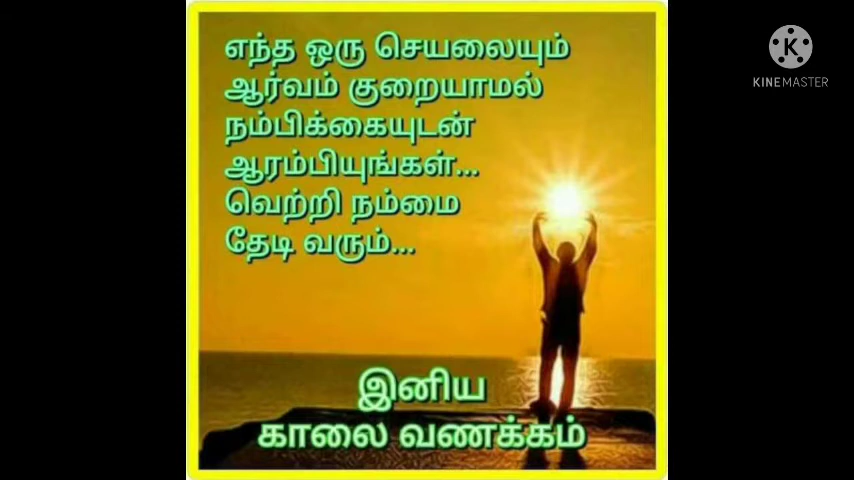 எந்த ஒரு செயலையும்
ஆர்வம் குறையாமல்
நம்பிக்கையுடன்
ஆரம்பியுங்கள்...
வெற்றி நம்மை
தேடி வரும்...
இனிய
காலை வணக்கம்
K
KINEMASTER